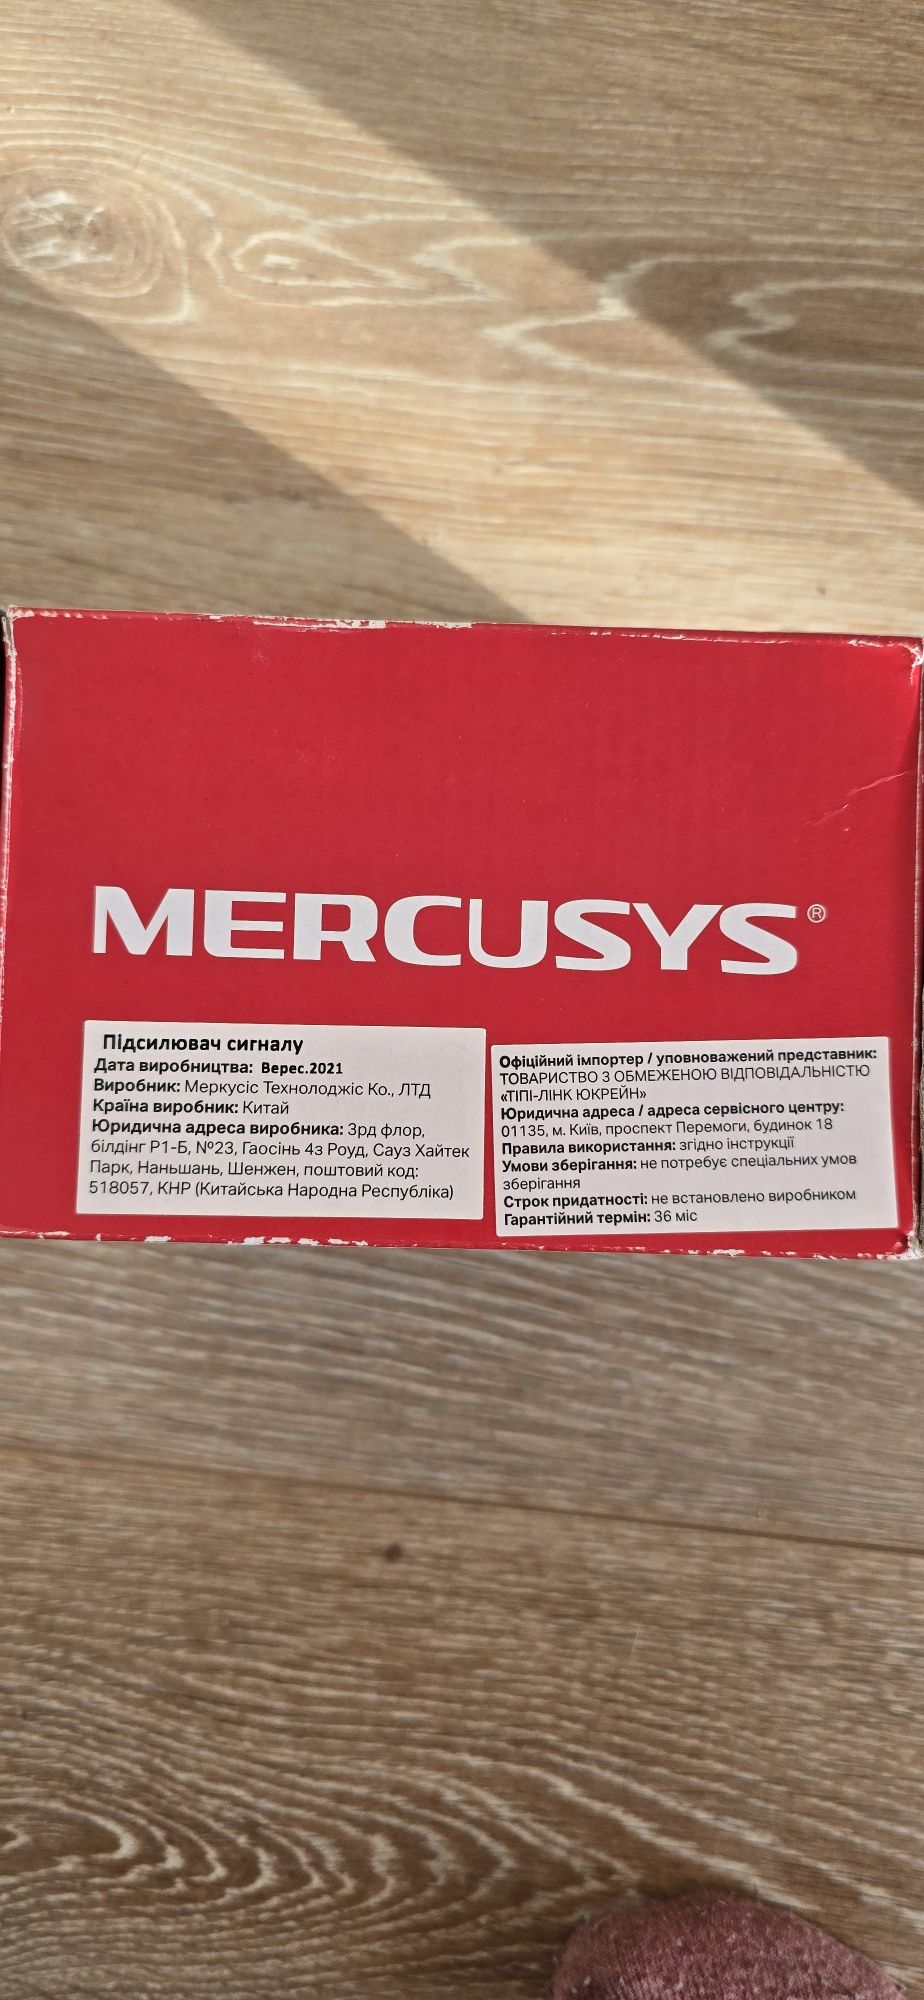 MERCUSYS®
Підсилювач сигналу
Дата виробництва: Верес.2021
Виробник: Меркусіс Технолоджіс Ко., ЛТД
Країна виробник: Китай
Юридична адреса виробника: 3рд флор,
білдінг Р1-Б, №23, Гаосінь 4з Роуд, Сауз Хайтек
Парк, Наньшань, Шенжен, поштовий код:
518057, КНР (Китайська Народна Республіка)
Офіційний імпортер / уповноважений представник:
ТОВАРИСТВО З ОБМЕЖЕНОЮ ВІДПОВІДАЛЬНІСТЮ
«ТІПІ-ЛІНК ЮКРЕЙН»
Юридична адреса / адреса сервісного центру:
01135, м. Київ, проспект Перемоги, будинок 18
Правила використання: згідно інструкції
Умови зберігання: не потребує спеціальних умов
зберігання
Строк придатності: не встановлено виробником
Гарантійний термін: 36 міс